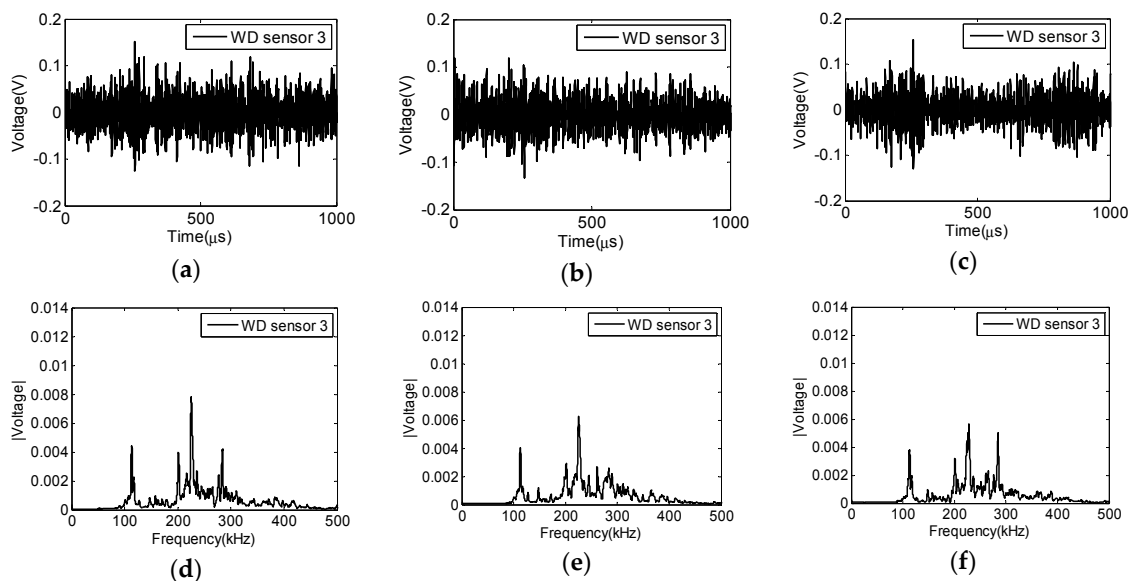 0.2
0.1
0
-0.1
-0.2
Voltage(V)
WD sensor 3
0
500
1000
Time(μs)
(a)
0.2
0.1
0
-0.1
-0.2
Voltage(V)
WD sensor 3
0
500
1000
Time(μs)
(b)
0.2
0.1
0
-0.1
-0.2
Voltage(V)
WD sensor 3
0
500
1000
Time(μs)
(c)
0.014
0.012
0.01
0.008
0.006
0.004
0.002
0
|Voltage|
WD sensor 3
0
100
200
300
400
500
Frequency(kHz)
(d)
0.014
0.012
0.01
0.008
0.006
0.004
0.002
0
|Voltage|
WD sensor 3
0
100
200
300
400
500
Frequency(kHz)
(e)
0.014
0.012
0.01
0.008
0.006
0.004
0.002
0
|Voltage|
WD sensor 3
0
100
200
300
400
500
Frequency(kHz)
(f)